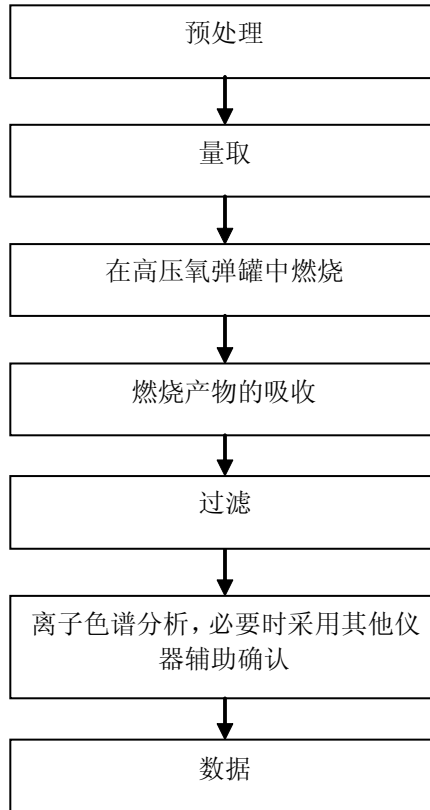 预处理
量取
在高压氧弹罐中燃烧
燃烧产物的吸收
过滤
离子色谱分析，必要时采用其他仪
器辅助确认
数据